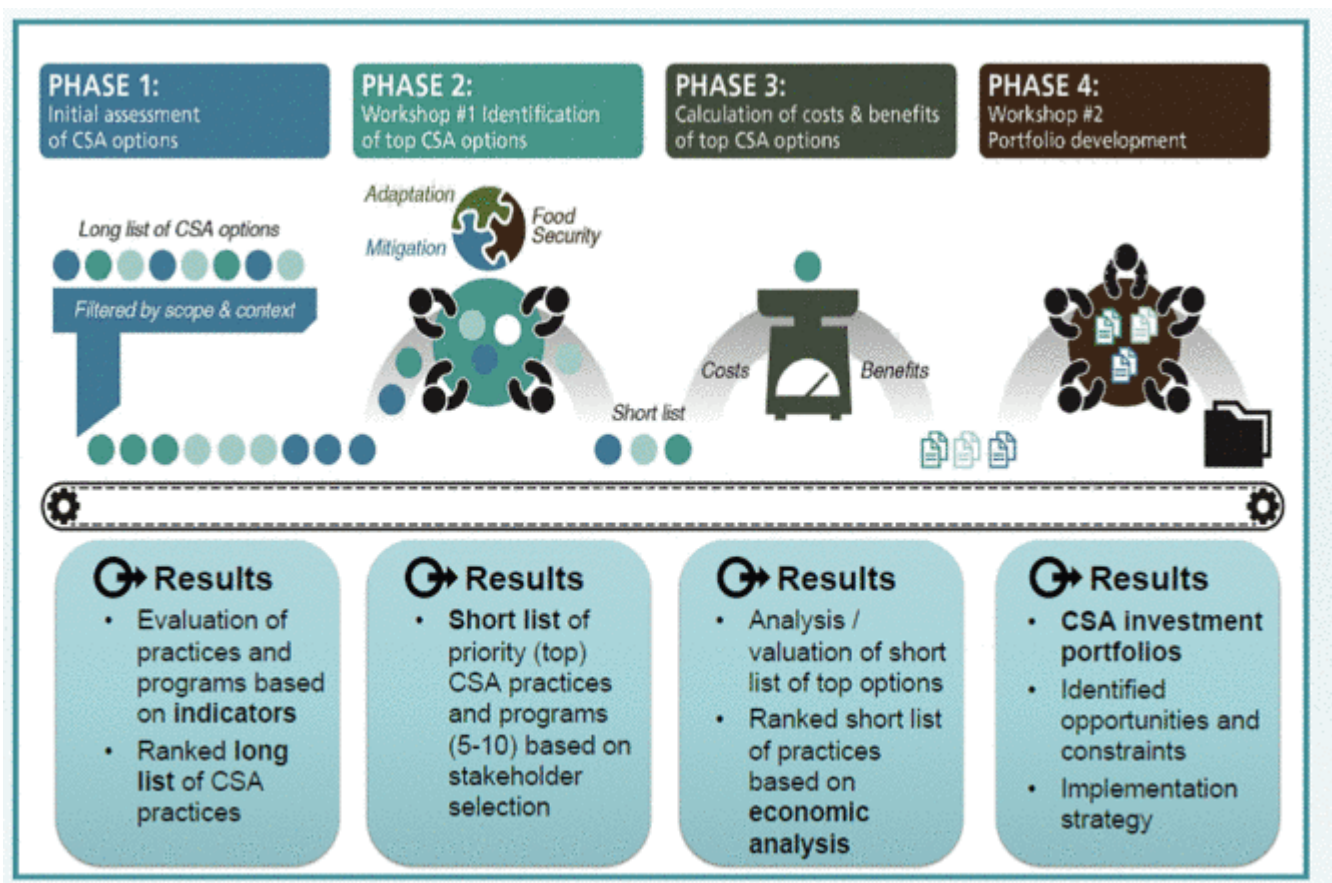 PHASE 1:
Initial assessment
of CSA options
PHASE 2:
Workshop #1 Identification
of top CSA options
PHASE 3:
Calculation of costs & benefits
of top CSA options
PHASE 4:
Workshop #2
Portfolio development
Long list of CSA options
Filtered by scope & context
Adaptation
Mitigation
Food
Security
Short list
Costs
Benefits
Results
• Evaluation of
practices and
programs based
on indicators
• Ranked long
list of CSA
practices
Results
• Short list of
priority (top)
CSA practices
and programs
(5-10) based on
stakeholder
selection
Results
• Analysis /
valuation of short
list of top options
• Ranked short list
of practices
based on
economic
analysis
Results
• CSA investment
portfolios
• Identified
opportunities and
constraints
• Implementation
strategy